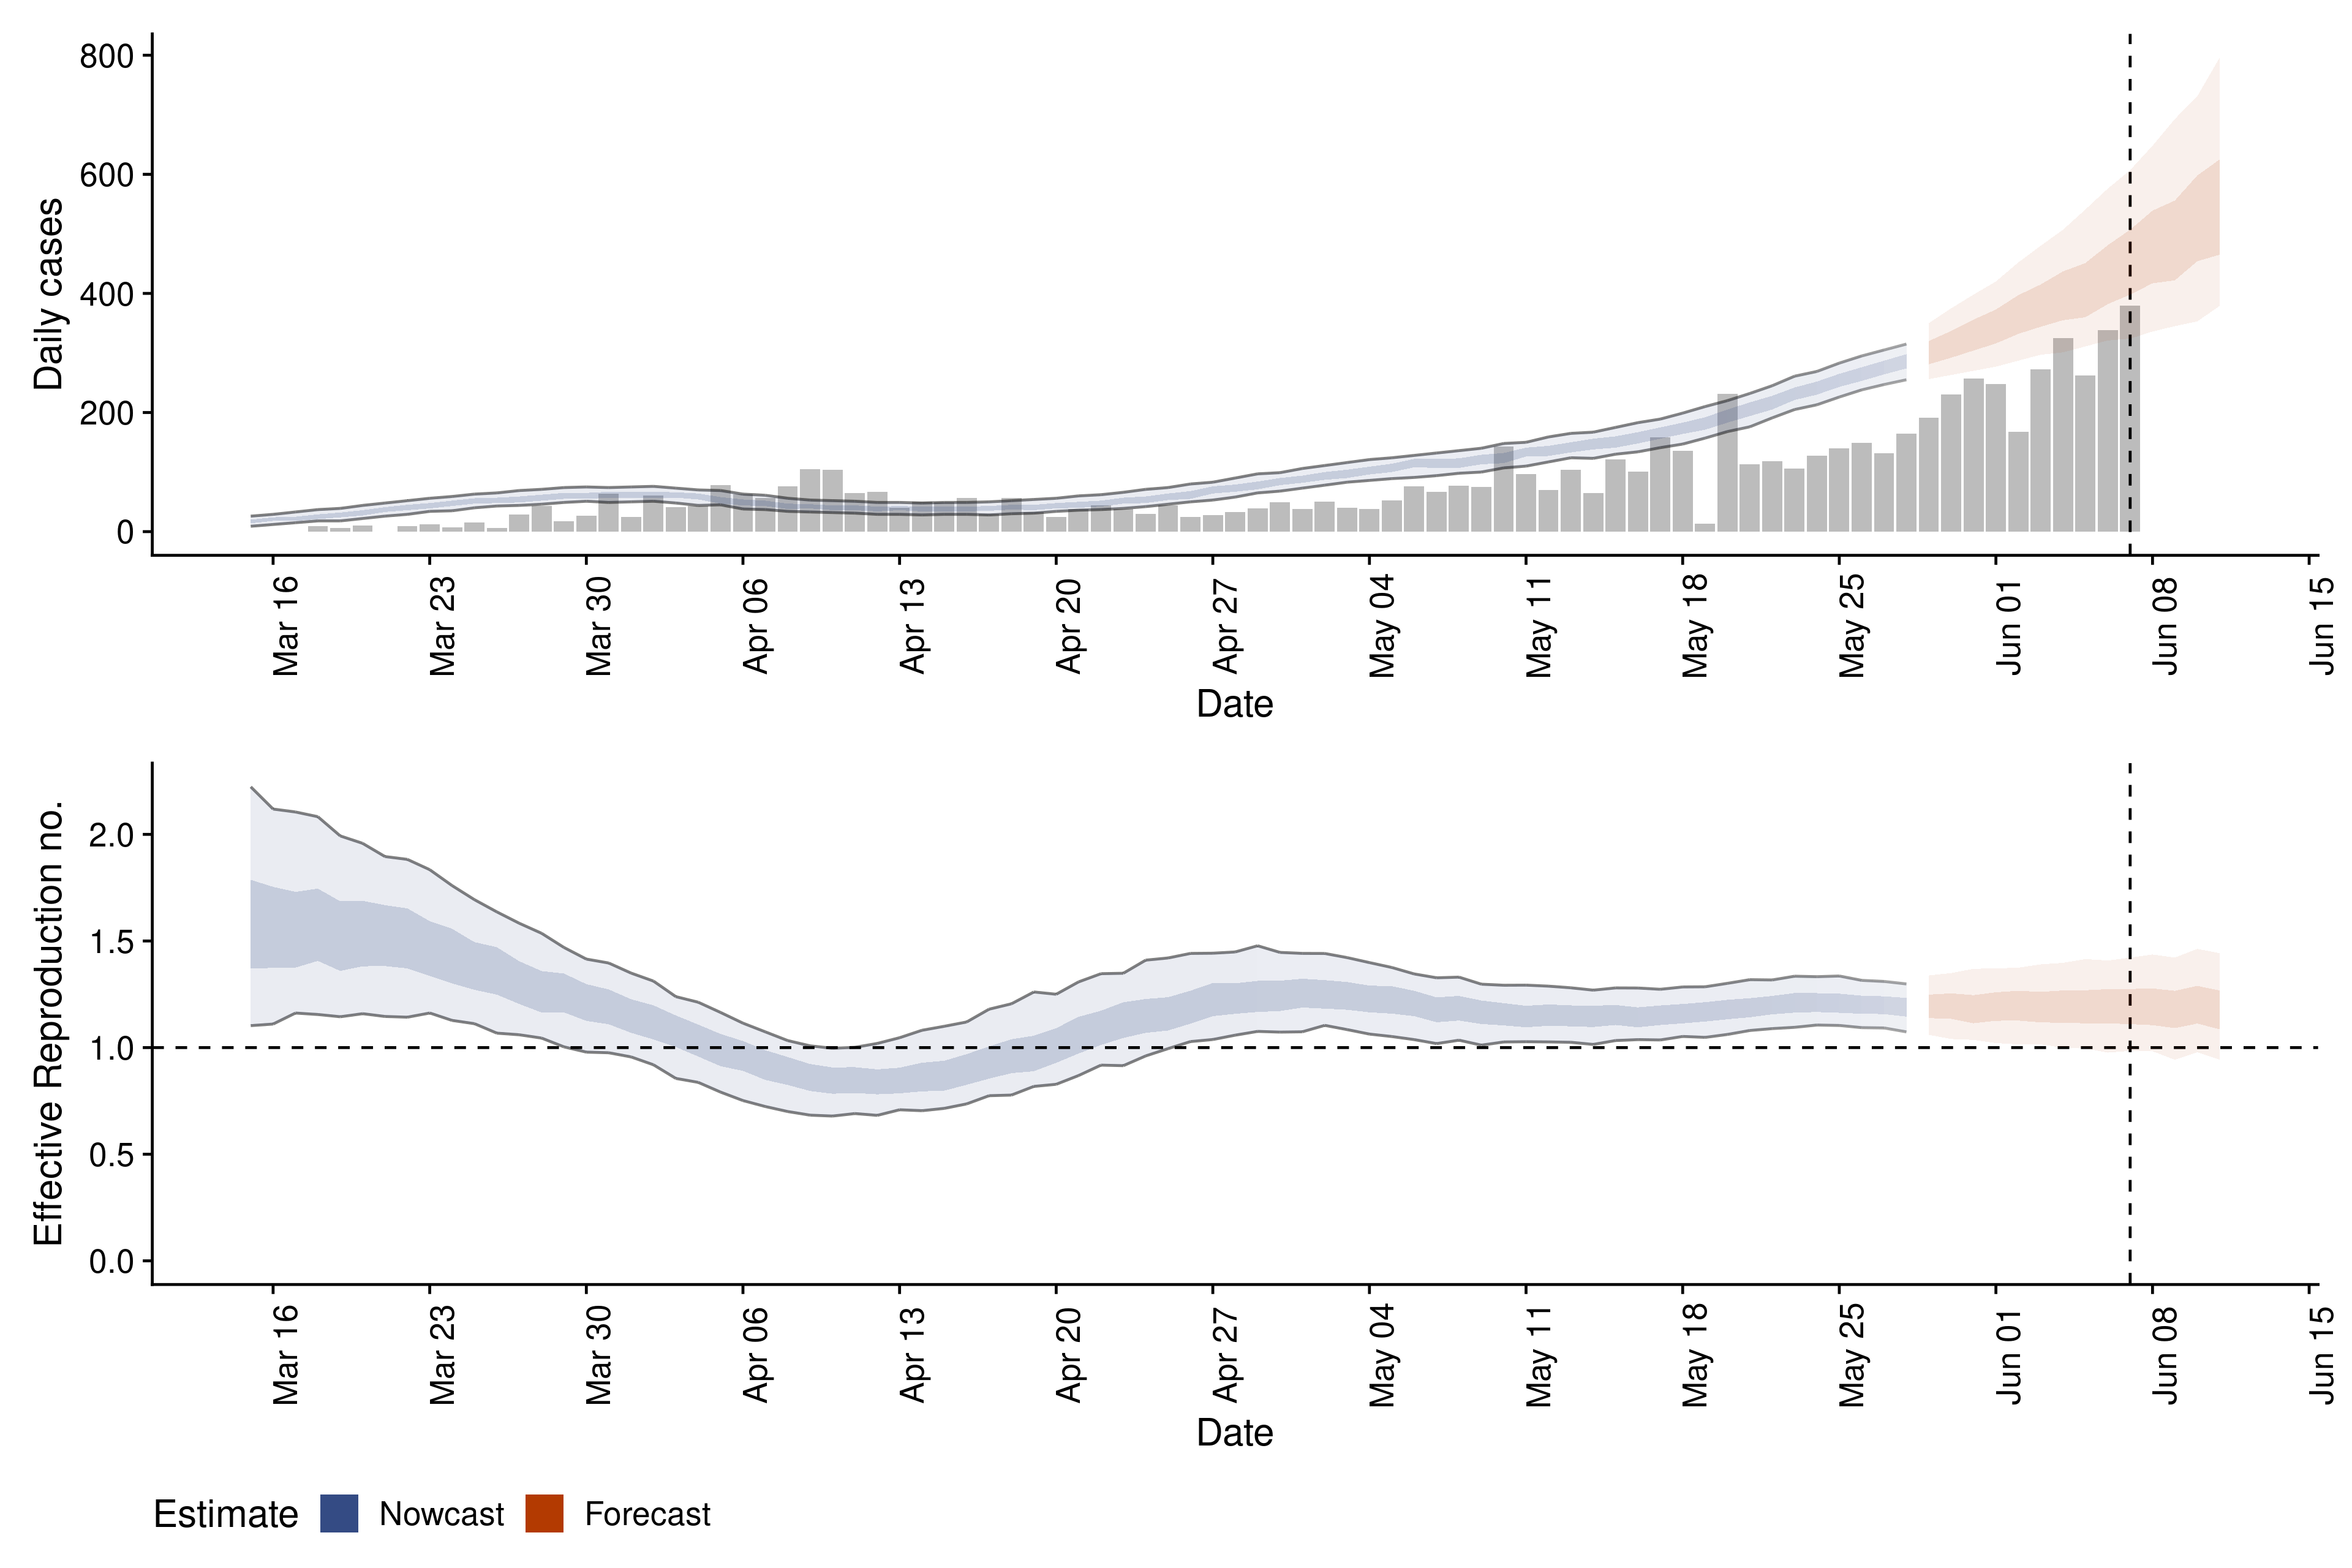 800
600
400
200
0
Daily cases
Mar 16
Mar 23
Mar 30
Apr 06
Apr 13
Apr 20
Apr 27
May 04
May 11
May 18
May 25
Jun 01
Jun 08
Jun 15
Date
2.0
1.5
1.0
0.5
0.0
Effective Reproduction no.
Mar 16
Mar 23
Mar 30
Apr 06
Apr 13
Apr 20
Apr 27
May 04
May 11
May 18
May 25
Jun 01
Jun 08
Jun 15
Date
Estimate Nowcast Forecast